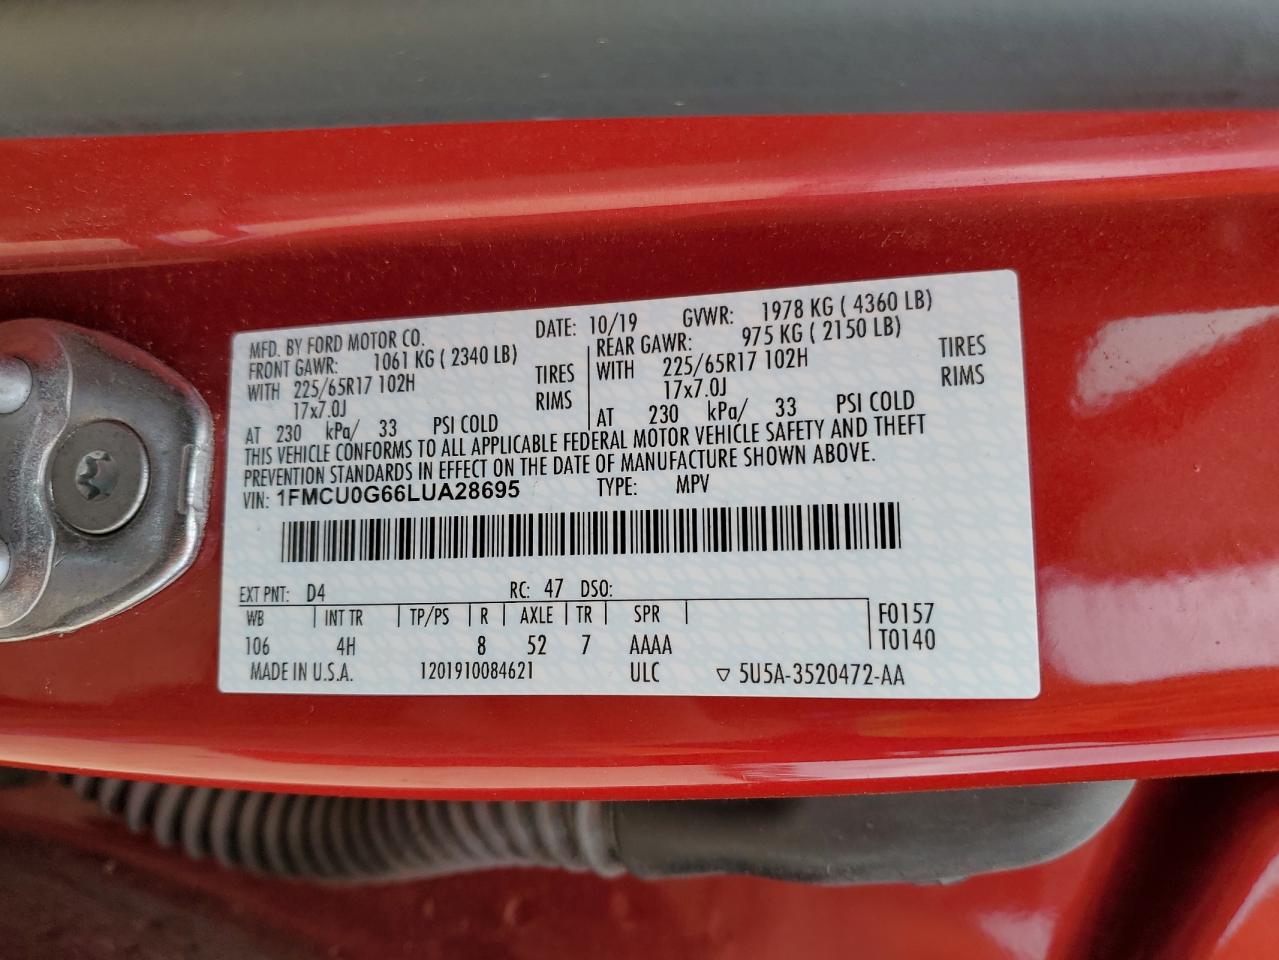 MFD. BY FORD MOTOR CO. DATE: 10/19 GVWR: 1978 KG ( 4360 LB)
FRONT GAWR: 1061 KG ( 2340 LB) REAR GAWR: 975 KG ( 2150 LB)
WITH 225/65R17 102H TIRES WITH 225/65R17 102H TIRES
17x7.0J RIMS 17x7.0J RIMS
AT 230 kPa/ 33 PSI COLD AT 230 kPa/ 33 PSI COLD
THIS VEHICLE CONFORMS TO ALL APPLICABLE FEDERAL MOTOR VEHICLE SAFETY AND THEFT
PREVENTION STANDARDS IN EFFECT ON THE DATE OF MANUFACTURE SHOWN ABOVE.
VIN: 1FMCU0G66LUA28695 TYPE: MPV
EXT PNT: D4 RC: 47 DSO:
WB INT TR TP/PS R AXLE TR SPR F0157
106 4H 8 52 7 AAAA T0140
MADE IN U.S.A. 1201910084621 ULC ▽ 5U5A-3520472-AA